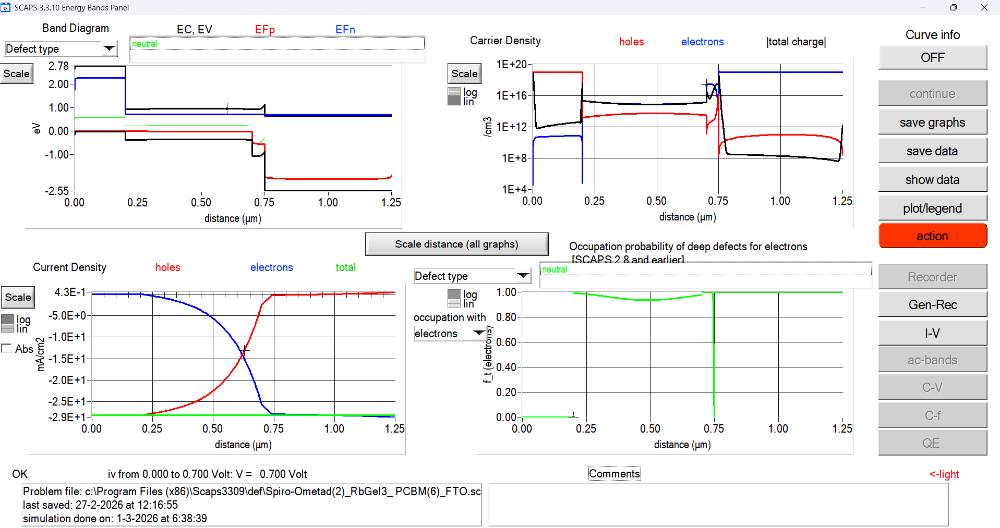 SCAPS 3.3.10 Energy Bands Panel
Band Diagram EC, EV EFp EFn
Defect type
neutral
Scale
2.78
2.00
1.00
0.00
-1.00
-2.55
eV
0.00 0.25 0.50 0.75 1.00 1.25
distance (µm)
Carrier Density holes electrons |total charge|
Scale
log
lin
1E+20
1E+16
1E+12
1E+8
1E+4
/cm3
0.00 0.25 0.50 0.75 1.00 1.25
distance (µm)
Curve info
OFF
continue
save graphs
save data
show data
plot/legend
action
Scale distance (all graphs)
Current Density holes electrons total
Scale
log
lin
Abs
4.3E-1
-5.0E+0
-1.0E+1
-1.5E+1
-2.0E+1
-2.5E+1
-2.9E+1
mA/cm2
0.00 0.25 0.50 0.75 1.00 1.25
distance (µm)
Occupation probability of deep defects for electrons
[SCAPS 2.8 and earlier]
Defect type
neutral
log
lin
occupation with
electrons
1.00
0.80
0.60
0.40
0.20
0.00
f_t (electrons)
0.00 0.25 0.50 0.75 1.00 1.25
distance (µm)
Recorder
Gen-Rec
I-V
ac-bands
C-V
C-f
QE
OK iv from 0.000 to 0.700 Volt: V = 0.700 Volt
Comments
<-light
Problem file: c:\Program Files (x86)\Scaps3309\def\Spiro-Ometad(2)_RbGeI3_ PCBM(6)_FTO.sc
last saved: 27-2-2026 at 12:16:55
simulation done on: 1-3-2026 at 6:38:39